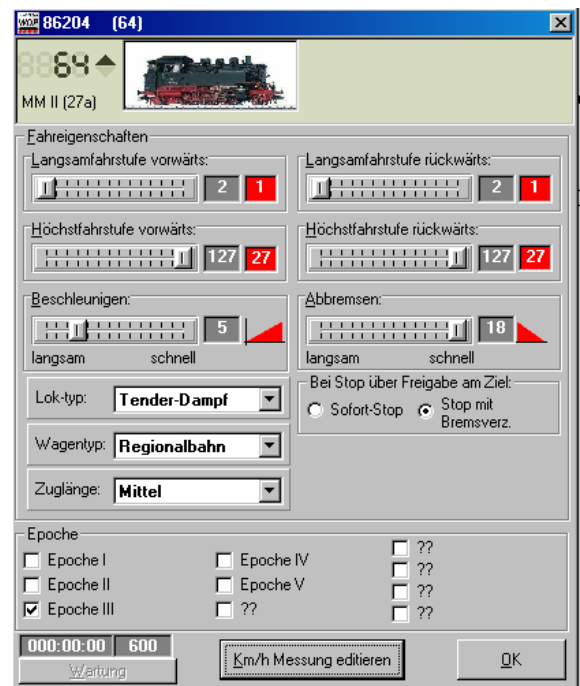 WDP 86204 (64)
64
MM II (27a)
Fahreigenschaften
Langsamfahrstufe vorwärts:
2 1
Langsamfahrstufe rückwärts:
2 1
Höchstfahrstufe vorwärts:
127 27
Höchstfahrstufe rückwärts:
127 27
Beschleunigen:
5
langsam schnell
Abbremsen:
18
langsam schnell
Lok-typ: Tender-Dampf
Wagentyp: Regionalbahn
Zuglänge: Mittel
Bei Stop über Freigabe am Ziel:
Sofort-Stop
Stop mit
Bremsverz.
Epoche
Epoche I
Epoche II
Epoche III
Epoche IV
Epoche V
??
??
??
??
??
000:00:00 600
Wartung
Km/h Messung editieren
OK